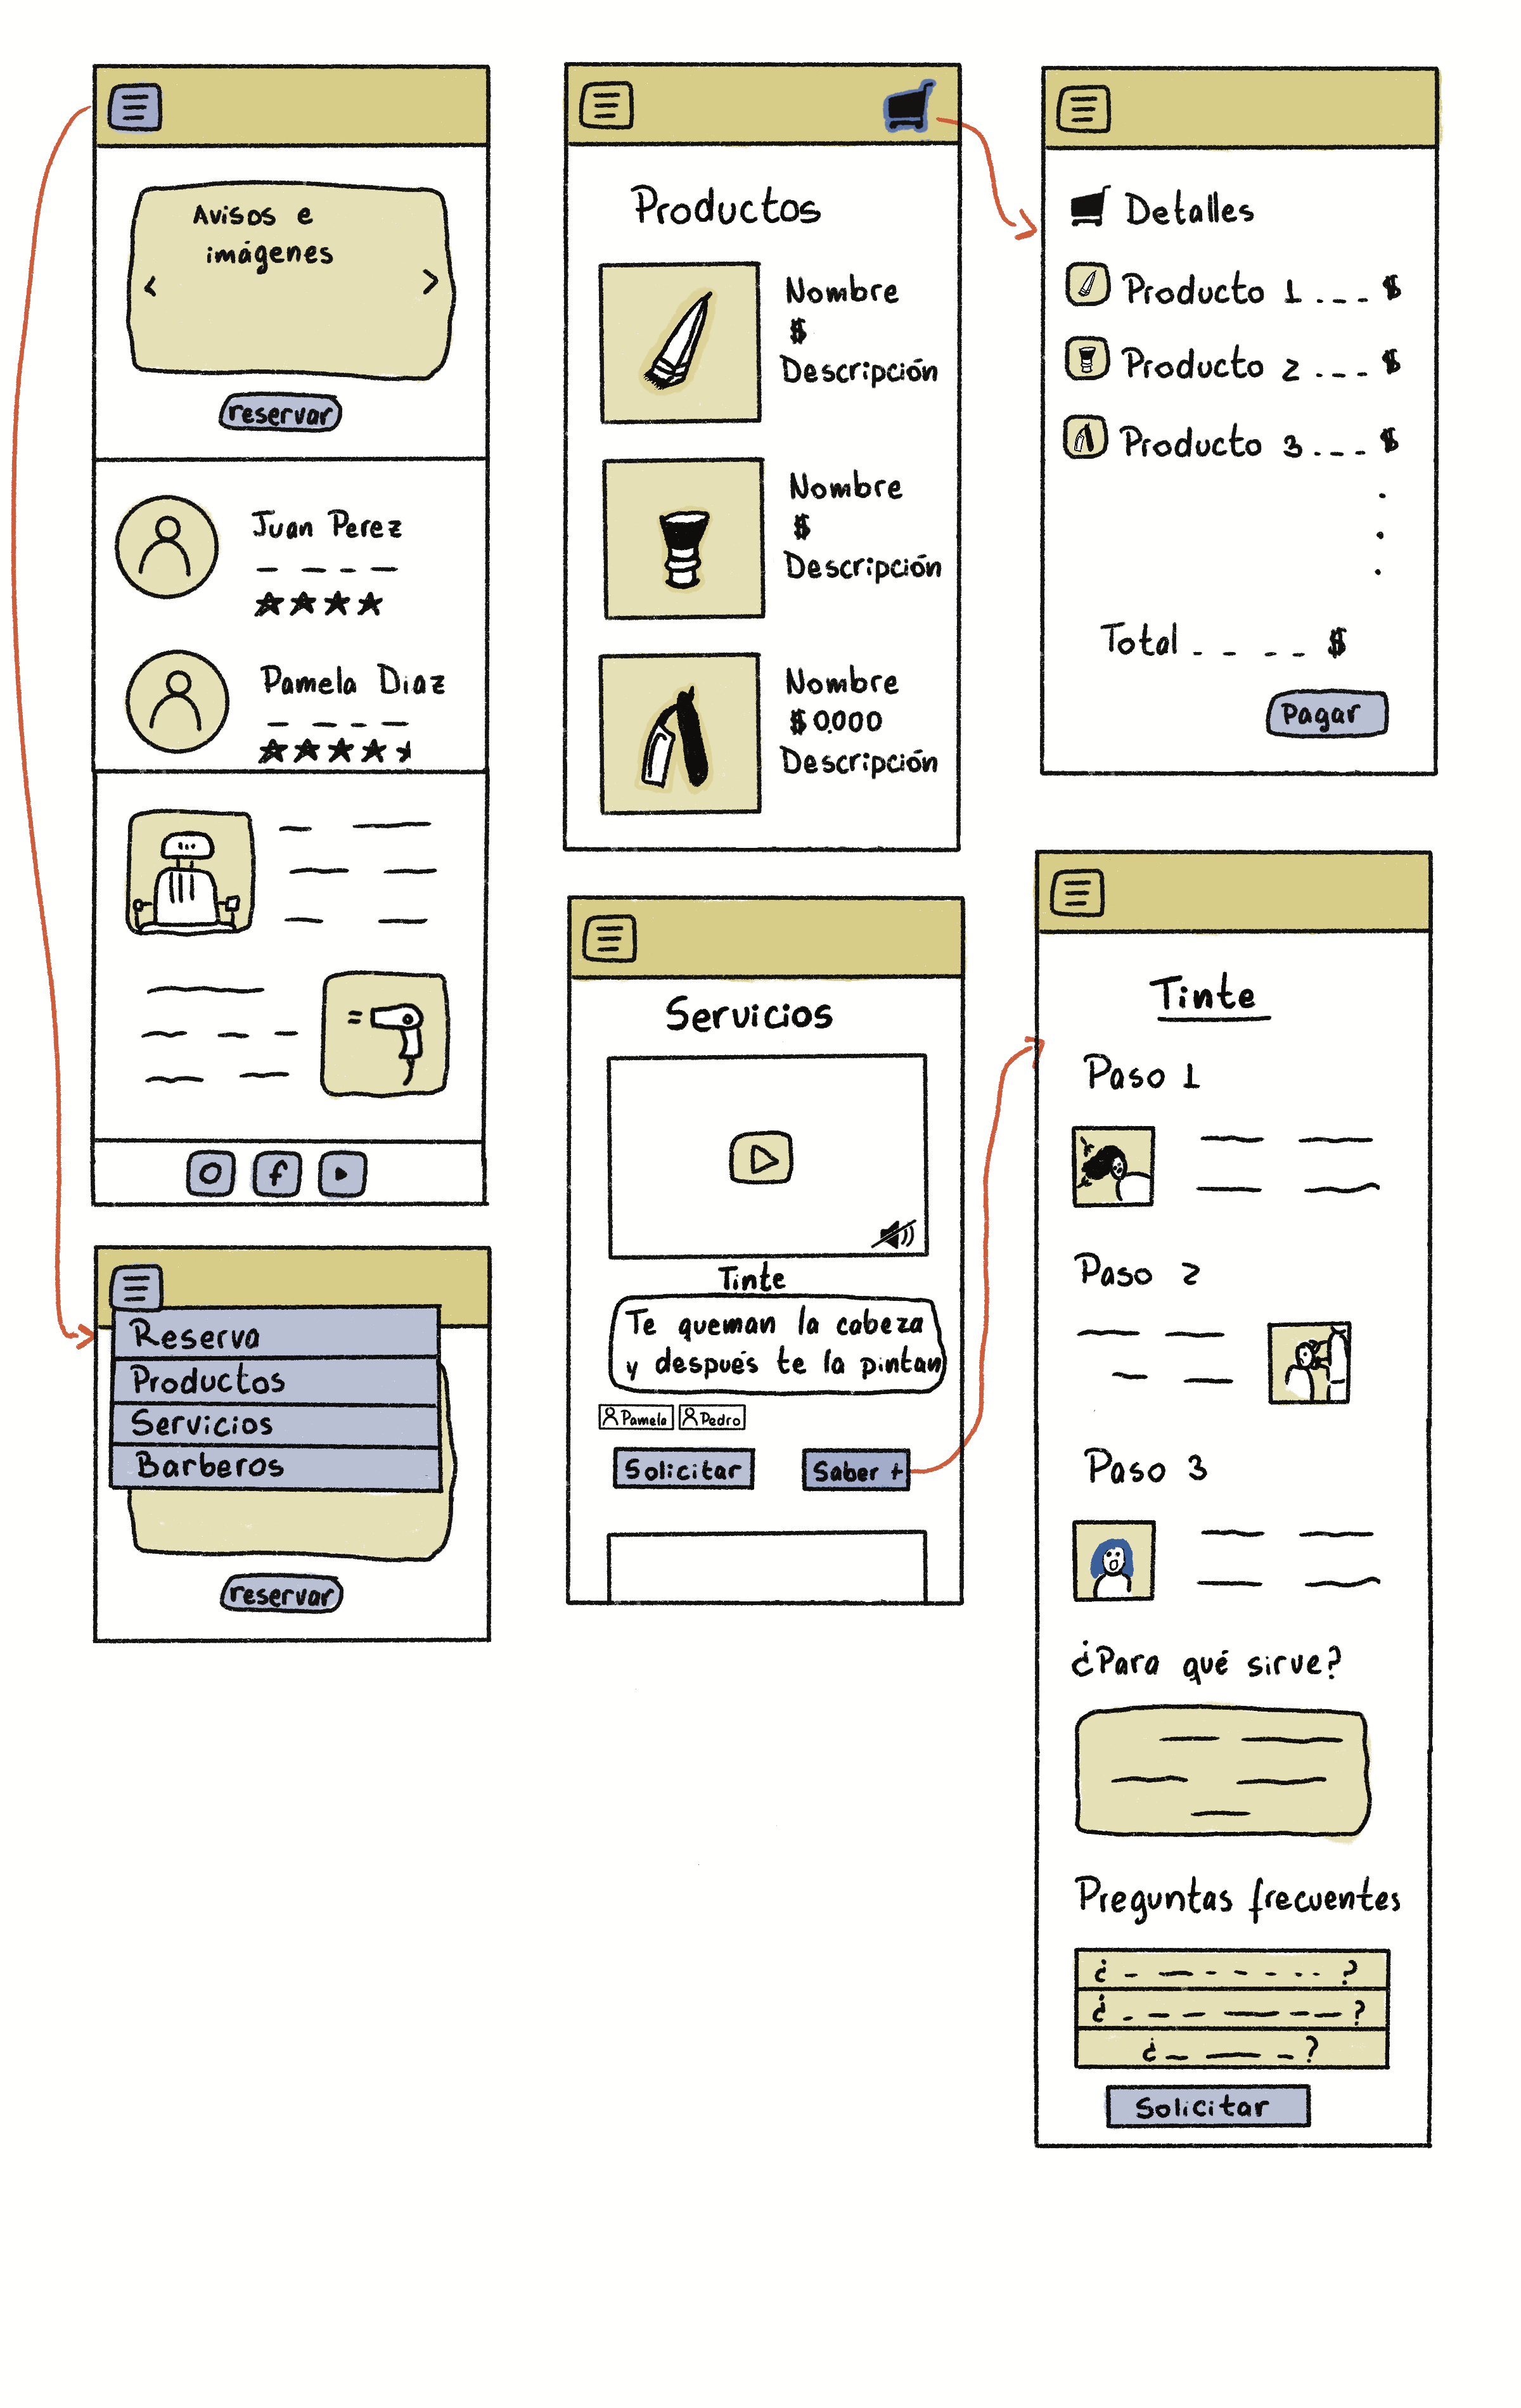 Avisos e
imágenes
< >
reservar
Juan Perez
Pamela Diaz
f
Reserva
Productos
Servicios
Barberos
reservar
Productos
Nombre
$
Descripción
Nombre
$
Descripción
Nombre
$0.000
Descripción
Detalles
Producto 1 . _ _ _ $
Producto 2 . _ _ _ $
Producto 3 . _ _ _ $
Total _ _ _ _ $
Pagar
Servicios
Tinte
Te queman la cabeza
y después te la pintan
Pamela Pedro
Solicitar Saber +
Tinte
Paso 1
Paso 2
Paso 3
¿Para qué sirve?
Preguntas frecuentes
¿ _ _ _ _ _ _ _ ?
¿ _ _ _ _ _ _ ?
¿ _ _ _ ?
Solicitar